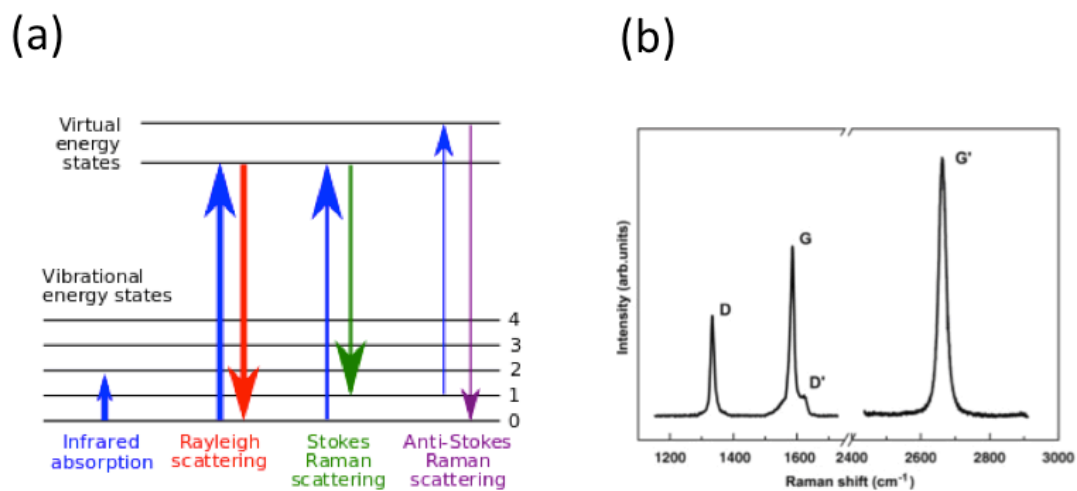 (a)
(b)
Virtual
energy
states
Vibrational
energy states
4
3
2
1
0
Infrared
absorption
Rayleigh
scattering
Stokes
Raman
scattering
Anti-Stokes
Raman
scattering
Intensity (arb.units)
D
G
D'
G'
1200 1400 1600 2400 2600 2800 3000
Raman shift (cm⁻¹)